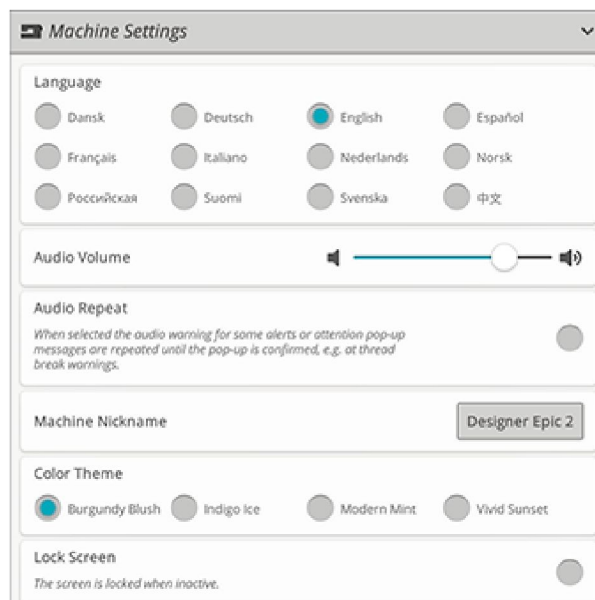 Machine Settings
Language
Dansk Deutsch English Español
Français Italiano Nederlands Norsk
Российская Suomi Svenska 中文
Audio Volume
Audio Repeat
When selected the audio warning for some alerts or attention pop-up
messages are repeated until the pop-up is confirmed, e.g. at thread
break warnings.
Machine Nickname Designer Epic 2
Color Theme
Burgundy Blush Indigo Ice Modern Mint Vivid Sunset
Lock Screen
The screen is locked when inactive.